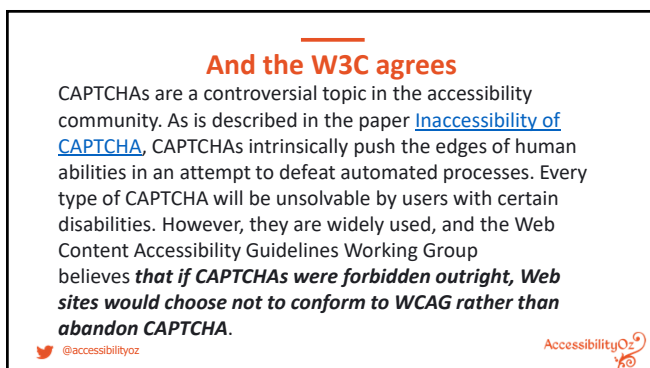 And the W3C agrees
CAPTCHAs are a controversial topic in the accessibility
community. As is described in the paper Inaccessibility of
CAPTCHA, CAPTCHAs intrinsically push the edges of human
abilities in an attempt to defeat automated processes. Every
type of CAPTCHA will be unsolvable by users with certain
disabilities. However, they are widely used, and the Web
Content Accessibility Guidelines Working Group
believes that if CAPTCHAs were forbidden outright, Web
sites would choose not to conform to WCAG rather than
abandon CAPTCHA.
@accessibilityoz
AccessibilityOz